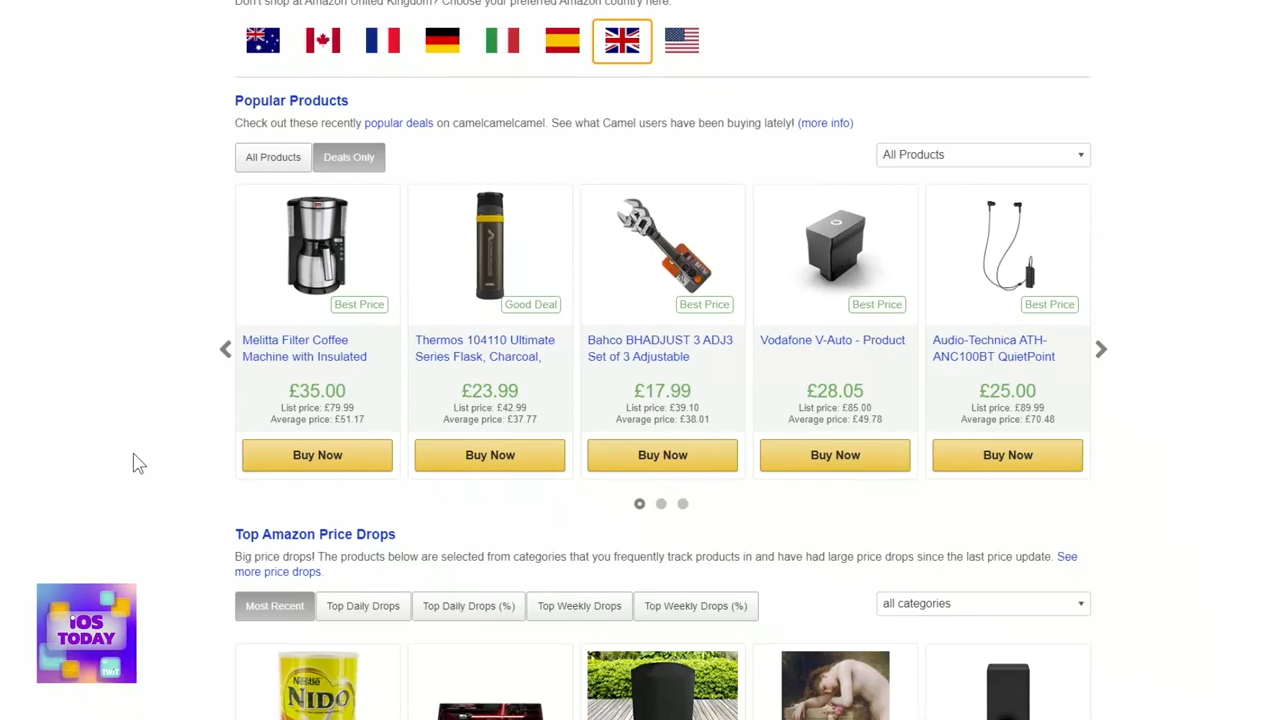 Don't shop at Amazon United Kingdom? Choose your preferred Amazon country here.
Popular Products
Check out these recently popular deals on camelcamelcamel. See what Camel users have been buying lately! (more info)
All Products
Deals Only
All Products
Best Price
Good Deal
Best Price
Best Price
Best Price
Melitta Filter Coffee
Machine with Insulated
£35.00
List price: £79.99
Average price: £51.17
Buy Now
Thermos 104110 Ultimate
Series Flask, Charcoal,
£23.99
List price: £42.99
Average price: £37.77
Buy Now
Bahco BHADJUST 3 ADJ3
Set of 3 Adjustable
£17.99
List price: £39.10
Average price: £38.01
Buy Now
Vodafone V-Auto - Product
£28.05
List price: £85.00
Average price: £49.78
Buy Now
Audio-Technica ATH-
ANC100BT QuietPoint
£25.00
List price: £89.99
Average price: £70.48
Buy Now
Top Amazon Price Drops
Big price drops! The products below are selected from categories that you frequently track products in and have had large price drops since the last price update. See
more price drops.
Most Recent
Top Daily Drops
Top Daily Drops (%)
Top Weekly Drops
Top Weekly Drops (%)
all categories
iOS
TODAY
TWiT
Nestle
NIDO